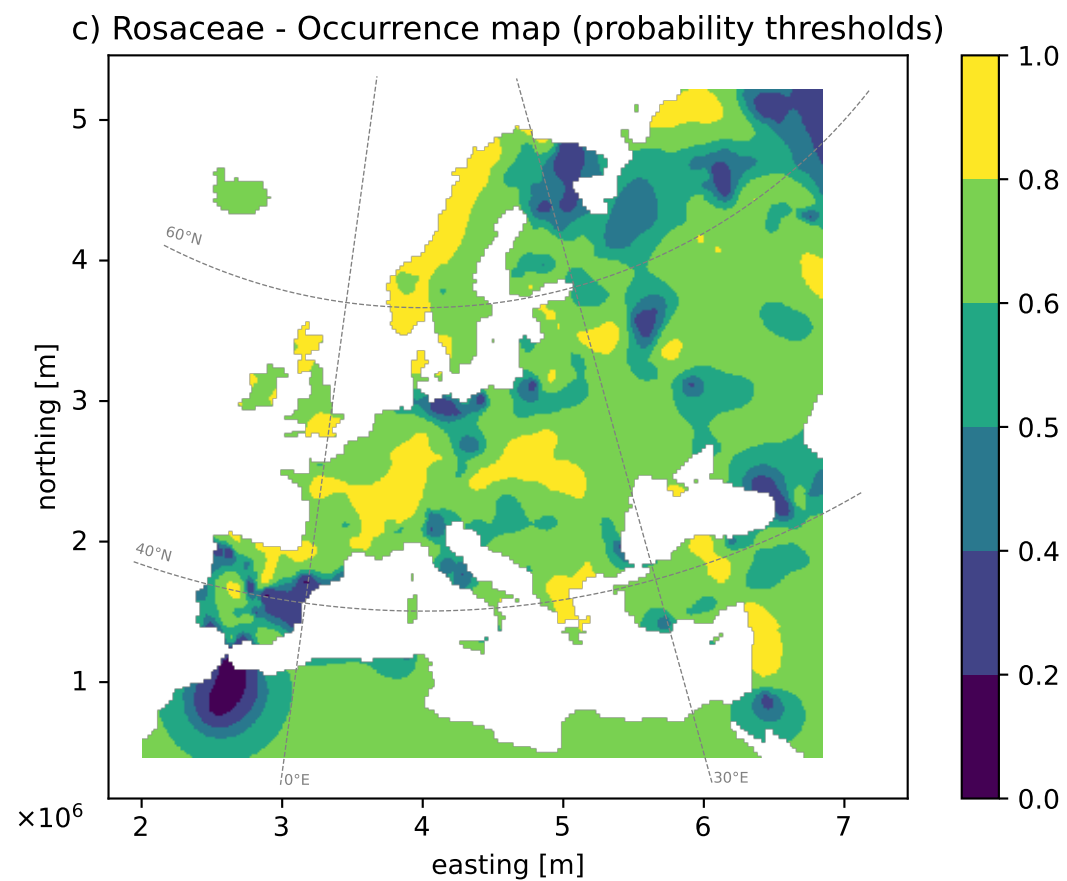 c) Rosaceae - Occurrence map (probability thresholds)
1.0
0.8
0.6
0.5
0.4
0.2
0.0
northing [m]
5
4
3
2
1
60°N
40°N
0°E
30°E
×10⁶
2 3 4 5 6 7
easting [m]